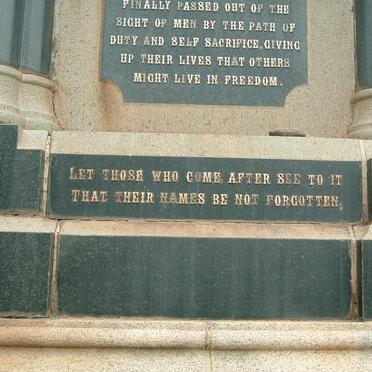 FINALLY PASSED OUT OF THE
SIGHT OF MEN BY THE PATH OF
DUTY AND SELF SACRIFICE, GIVING
UP THEIR LIVES THAT OTHERS
MIGHT LIVE IN FREEDOM.
LET THOSE WHO COME AFTER SEE TO IT
THAT THEIR NAMES BE NOT FORGOTTEN.